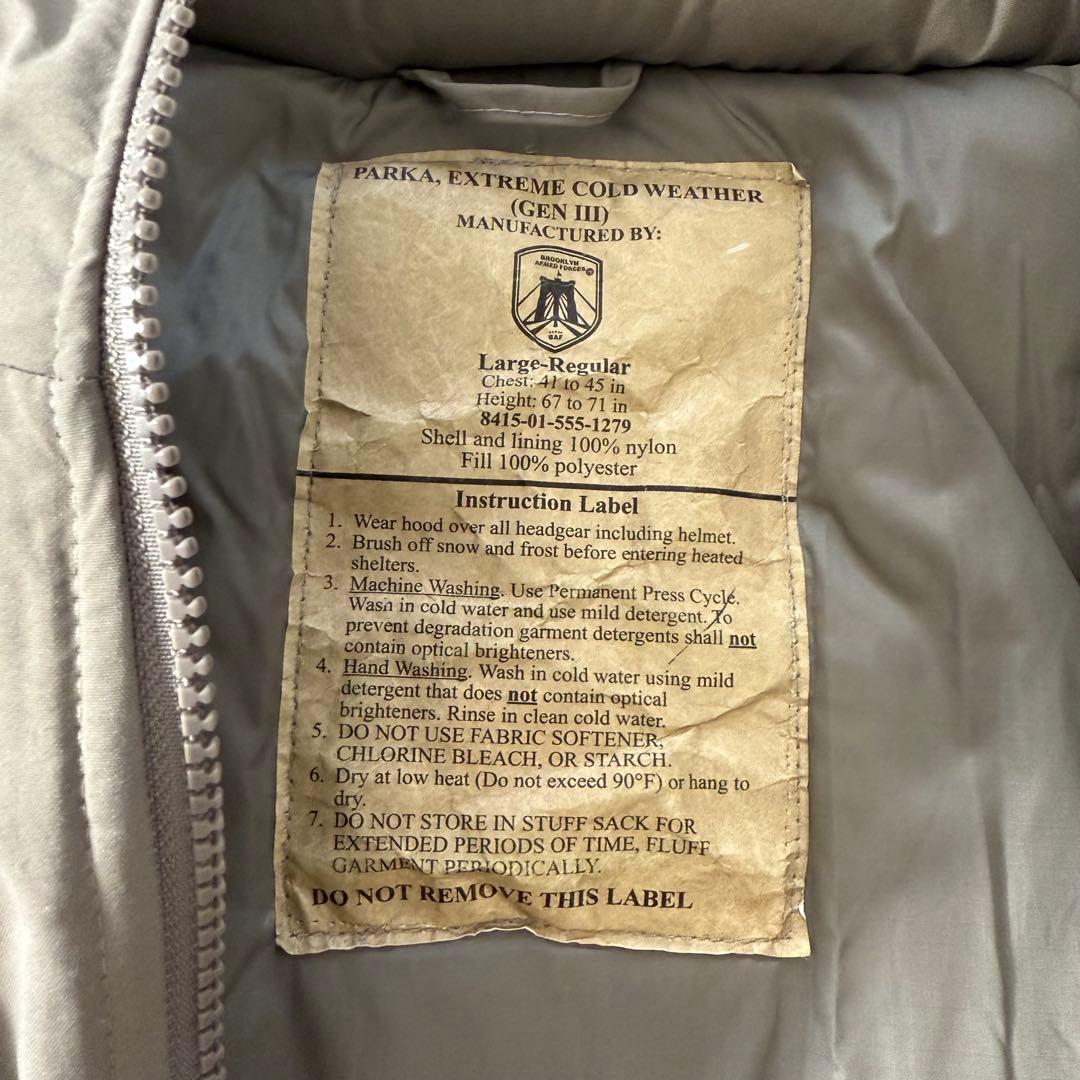 PARKA, EXTREME COLD WEATHER
(GEN III)
MANUFACTURED BY:
BROOKLYN
ARMED FORCES
BAF
Large-Regular
Chest: 41 to 45 in
Height: 67 to 71 in
8415-01-555-1279
Shell and lining 100% nylon
Fill 100% polyester
Instruction Label
1. Wear hood over all headgear including helmet.
2. Brush off snow and frost before entering heated
shelters.
3. Machine Washing. Use Permanent Press Cycle.
Wash in cold water and use mild detergent. To
prevent degradation garment detergents shall not
contain optical brighteners.
4. Hand Washing. Wash in cold water using mild
detergent that does not contain optical
brighteners. Rinse in clean cold water.
5. DO NOT USE FABRIC SOFTENER,
CHLORINE BLEACH, OR STARCH.
6. Dry at low heat (Do not exceed 90°F) or hang to
dry.
7. DO NOT STORE IN STUFF SACK FOR
EXTENDED PERIODS OF TIME, FLUFF
GARMENT PERIODICALLY.
DO NOT REMOVE THIS LABEL